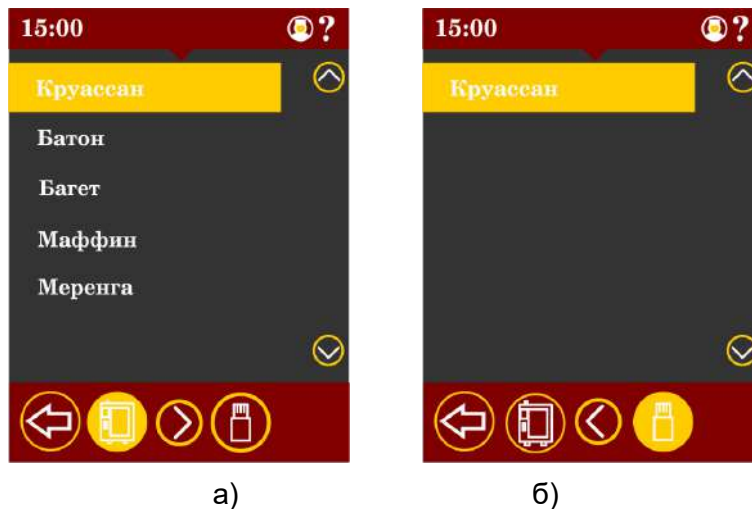 15:00 ?
Круассан
Батон
Багет
Маффин
Меренга
а)
15:00 ?
Круассан
б)